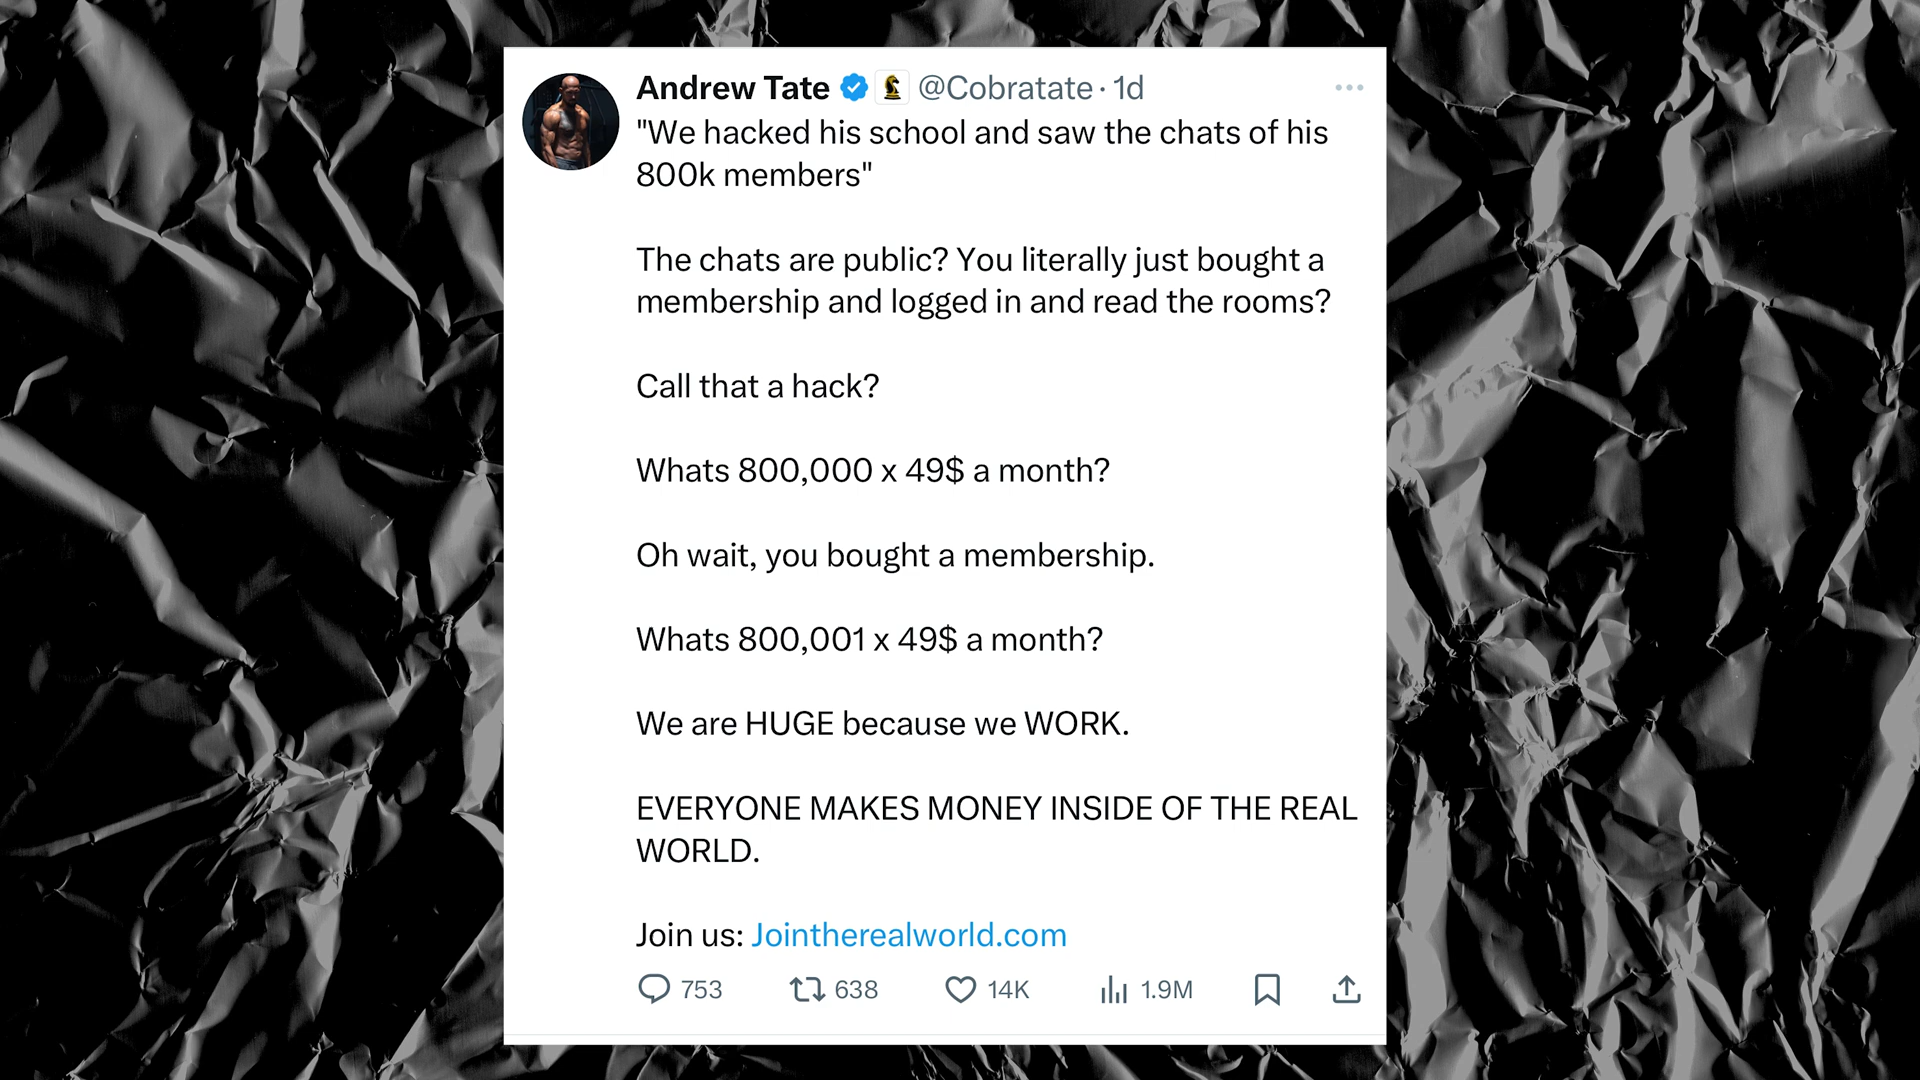 Andrew Tate @Cobratate · 1d
"We hacked his school and saw the chats of his
800k members"
The chats are public? You literally just bought a
membership and logged in and read the rooms?
Call that a hack?
Whats 800,000 x 49$ a month?
Oh wait, you bought a membership.
Whats 800,001 x 49$ a month?
We are HUGE because we WORK.
EVERYONE MAKES MONEY INSIDE OF THE REAL
WORLD.
Join us: Jointherealworld.com
753 638 14K 1.9M